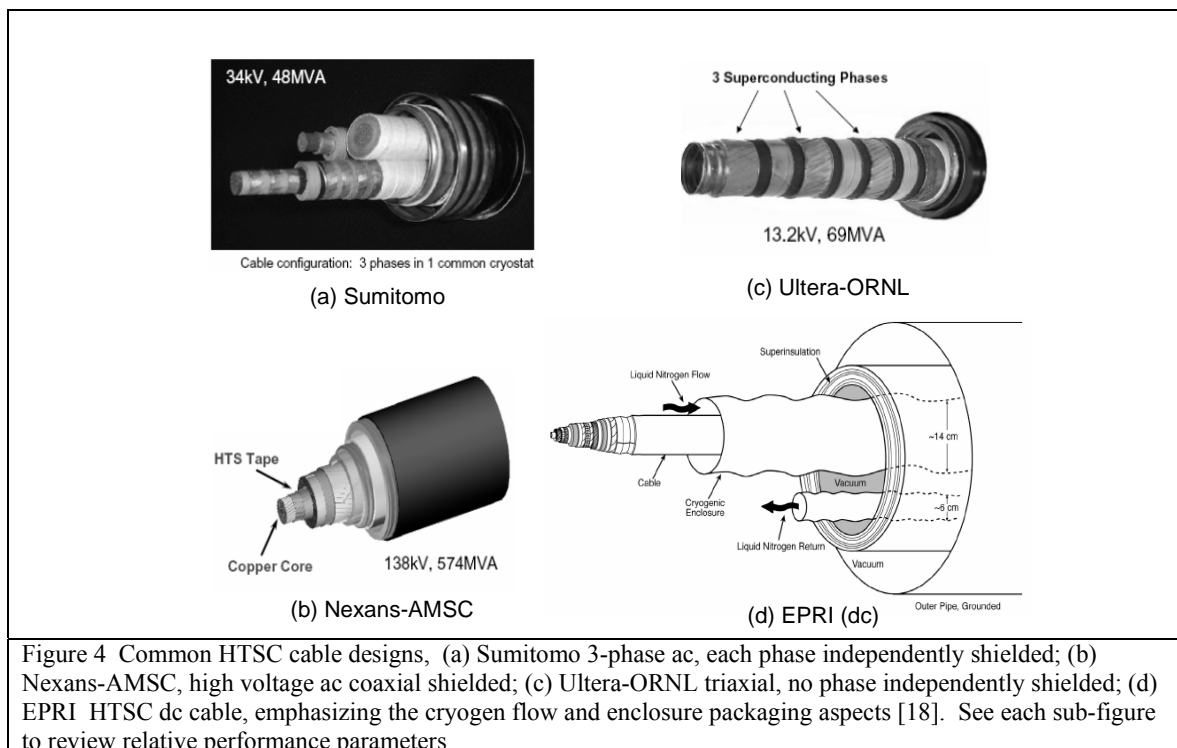 34kV, 48MVA
Cable configuration: 3 phases in 1 common cryostat
(a) Sumitomo
3 Superconducting Phases
13.2kV, 69MVA
(c) Ultera-ORNL
HTS Tape
Copper Core
138kV, 574MVA
(b) Nexans-AMSC
Superinsulation
Liquid Nitrogen Flow
~14 cm
Cable
Cryogenic
Enclosure
Vacuum
~6 cm
Liquid Nitrogen Return
Vacuum
Outer Pipe, Grounded
(d) EPRI (dc)
Figure 4 Common HTSC cable designs, (a) Sumitomo 3-phase ac, each phase independently shielded; (b)
Nexans-AMSC, high voltage ac coaxial shielded; (c) Ultera-ORNL triaxial, no phase independently shielded; (d)
EPRI HTSC dc cable, emphasizing the cryogen flow and enclosure packaging aspects [18]. See each sub-figure
to review relative performance parameters